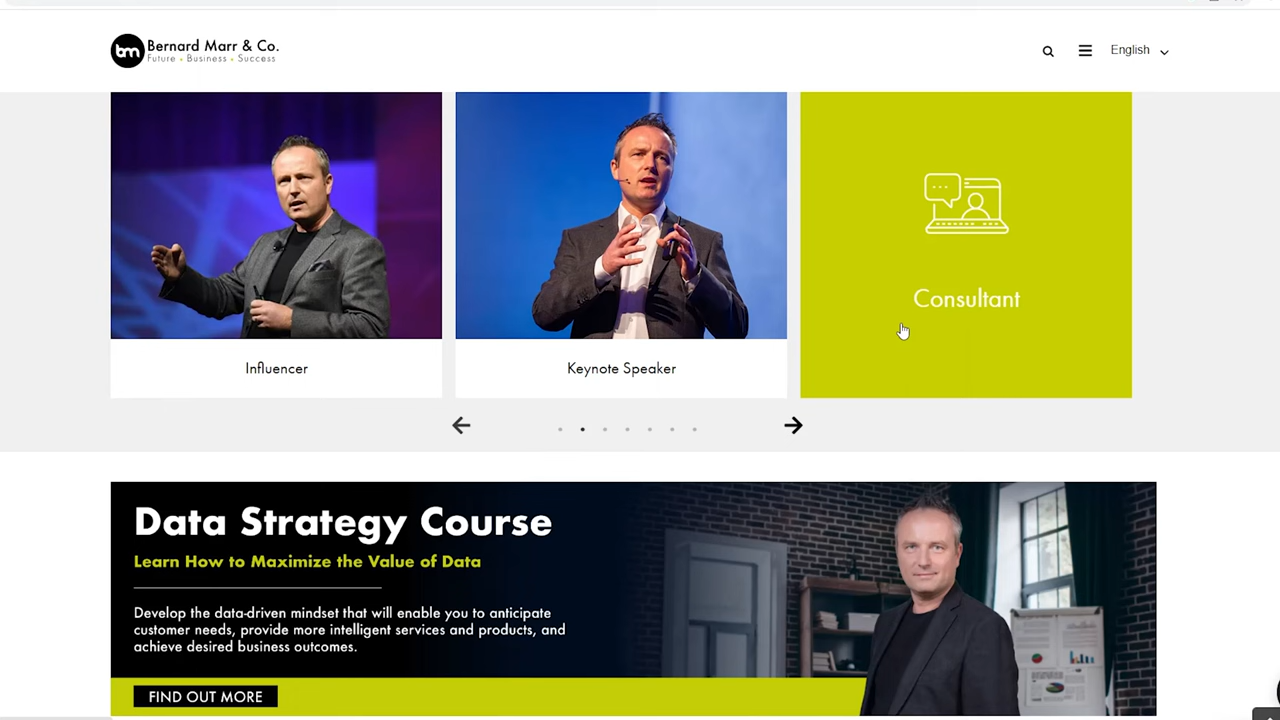 bm
Bernard Marr & Co.
Future • Business • Success
English
Consultant
Influencer
Keynote Speaker
Data Strategy Course
Learn How to Maximize the Value of Data
Develop the data-driven mindset that will enable you to anticipate
customer needs, provide more intelligent services and products, and
achieve desired business outcomes.
FIND OUT MORE